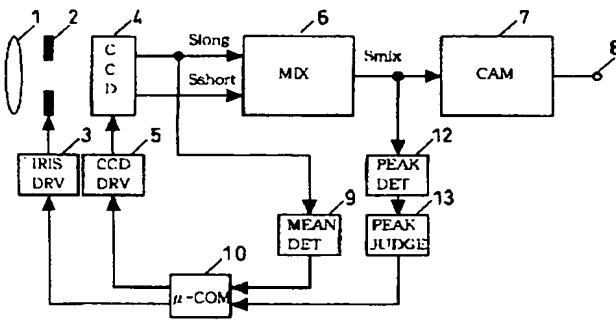 1 2 4 6 7
C
C
D
Slong
Sshort
MIX
Smix
CAM
8
3 5 12
IRIS
DRV
CCD
DRV
PEAK
DET
9 13
MEAN
DET
PEAK
JUDGE
10
μ-COM